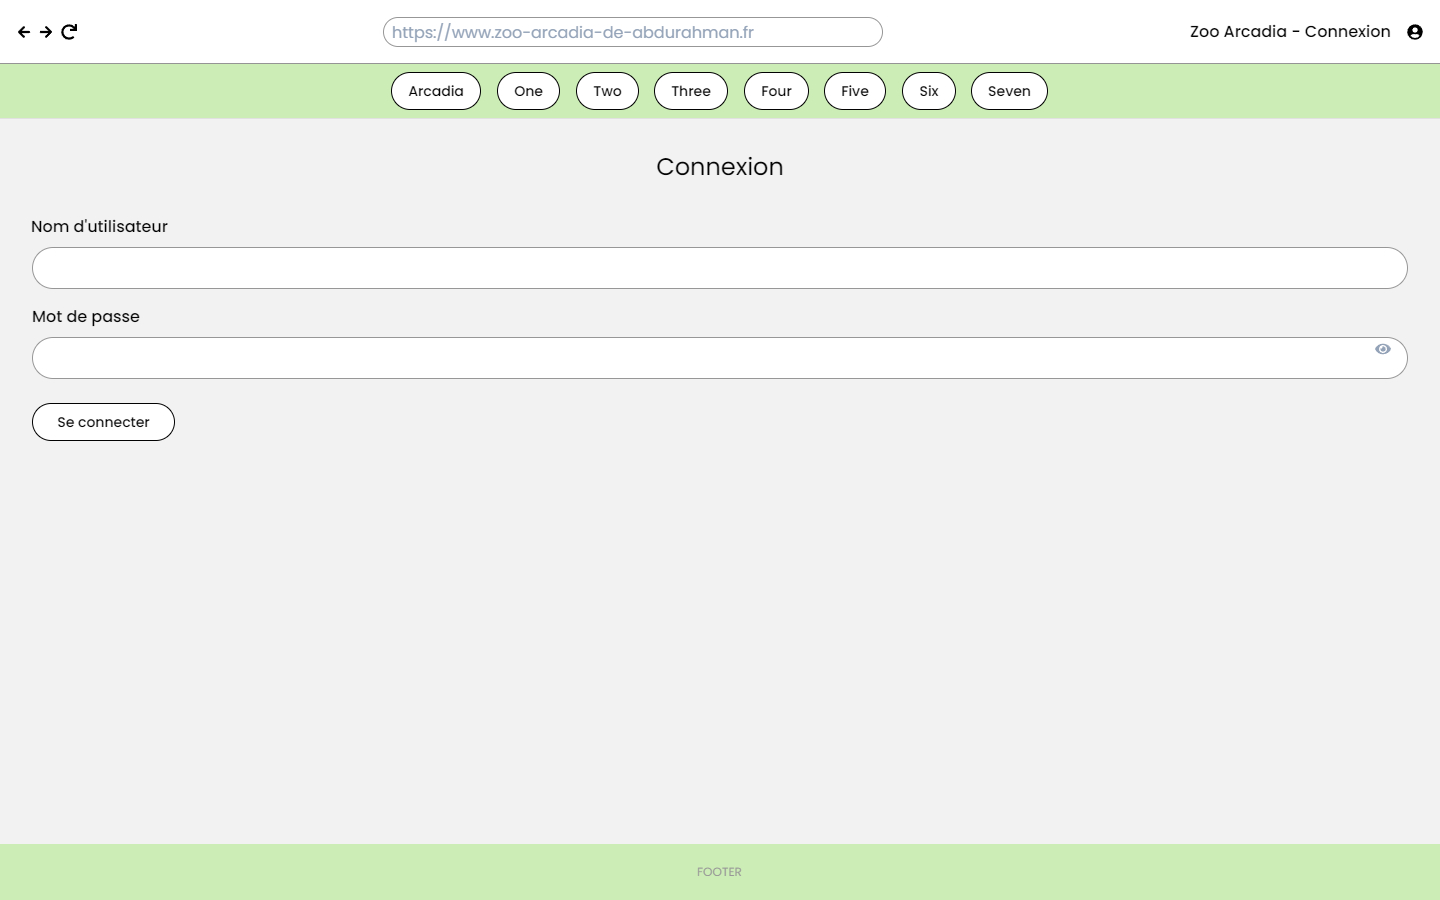 https://www.zoo-arcadia-de-abdurahman.fr
Zoo Arcadia - Connexion
Arcadia One Two Three Four Five Six Seven
Connexion
Nom d'utilisateur
Mot de passe
Se connecter
FOOTER